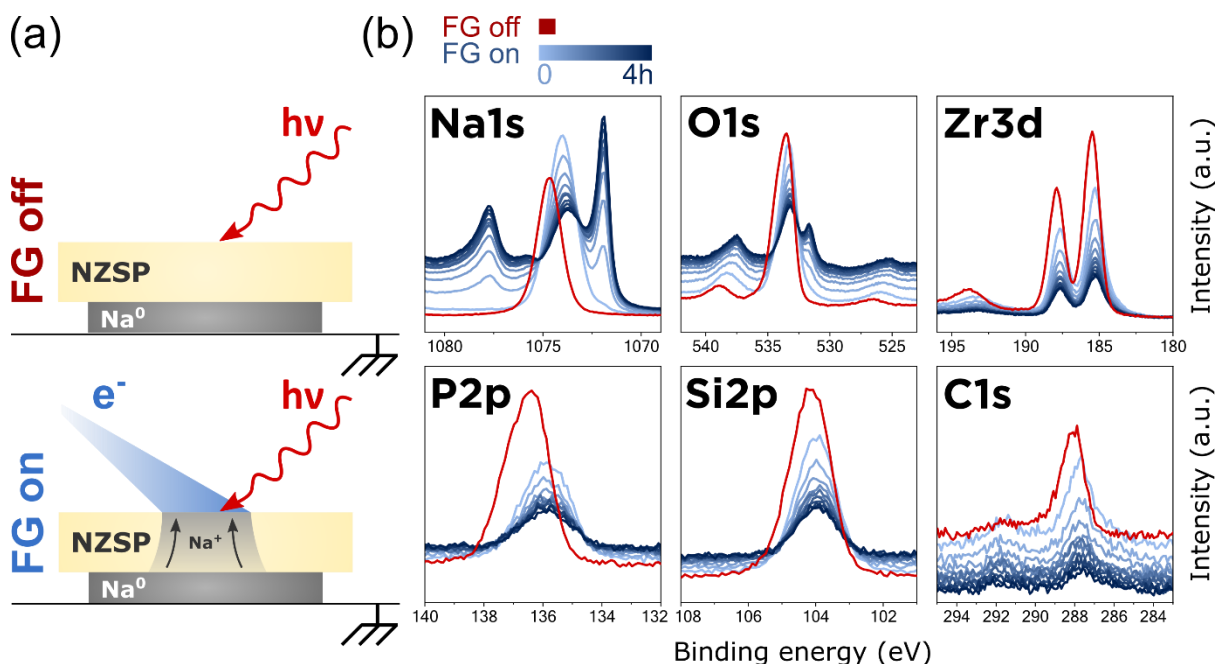 (a)
FG off
hν
NZSP
Na⁰
FG on
e⁻
hν
NZSP
Na⁺
Na⁰
(b)
FG off
FG on
0 4h
Na1s
O1s
Zr3d
Intensity (a.u.)
1080 1075 1070
540 530
195 190 185 180
P2p
Si2p
C1s
Intensity (a.u.)
140 138 136 134 132
108 106 104 102
294 292 290 288 286 284
Binding energy (eV)